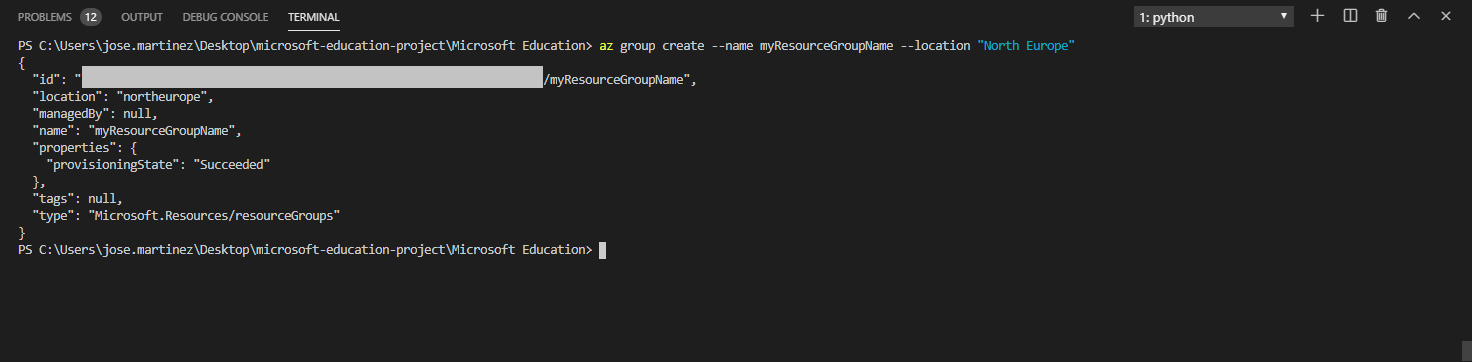 PROBLEMS 12 OUTPUT DEBUG CONSOLE TERMINAL 1: python
PS C:\Users\jose.martinez\Desktop\microsoft-education-project\Microsoft Education> az group create --name myResourceGroupName --location "North Europe"
{
"id": "/myResourceGroupName",
"location": "northeurope",
"managedBy": null,
"name": "myResourceGroupName",
"properties": {
"provisioningState": "Succeeded"
},
"tags": null,
"type": "Microsoft.Resources/resourceGroups"
}
PS C:\Users\jose.martinez\Desktop\microsoft-education-project\Microsoft Education>